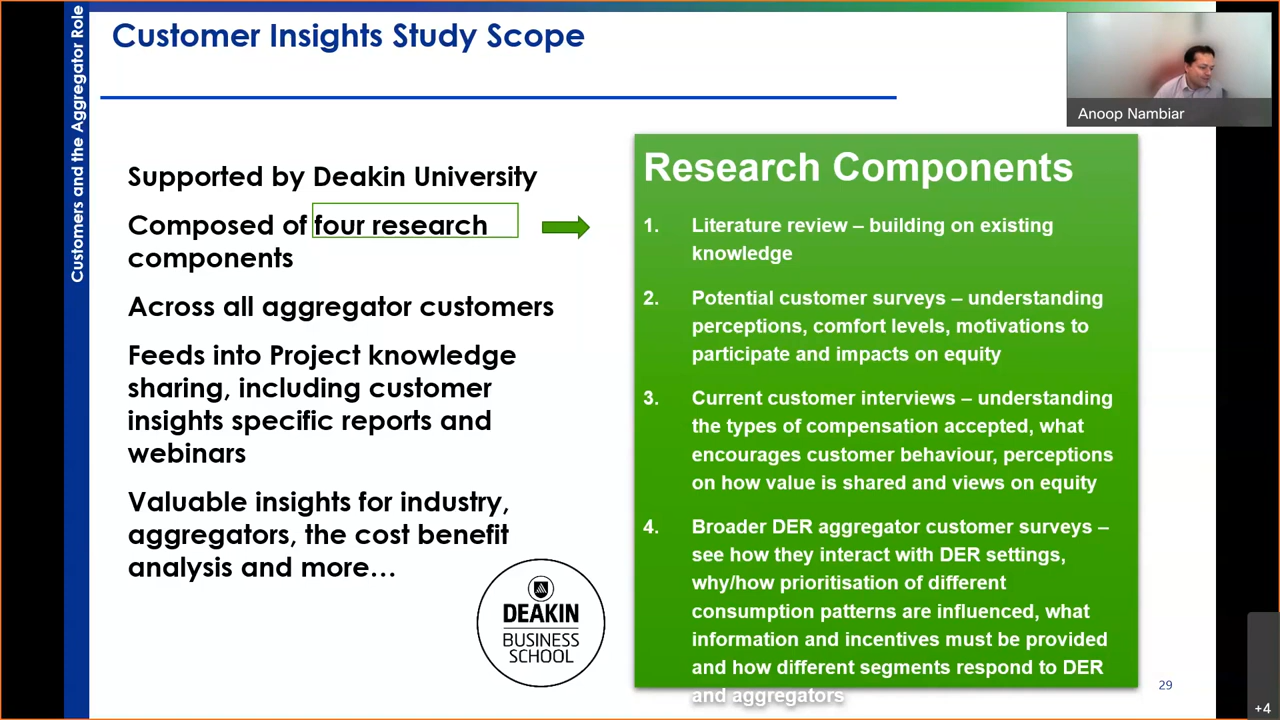 Customers and the Aggregator Role
Customer Insights Study Scope
Anoop Nambiar
Supported by Deakin University
Composed of four research
components
Across all aggregator customers
Feeds into Project knowledge
sharing, including customer
insights specific reports and
webinars
Valuable insights for industry,
aggregators, the cost benefit
analysis and more…
DEAKIN
BUSINESS
SCHOOL
Research Components
1. Literature review – building on existing
knowledge
2. Potential customer surveys – understanding
perceptions, comfort levels, motivations to
participate and impacts on equity
3. Current customer interviews – understanding
the types of compensation accepted, what
encourages customer behaviour, perceptions
on how value is shared and views on equity
4. Broader DER aggregator customer surveys –
see how they interact with DER settings,
why/how prioritisation of different
consumption patterns are influenced, what
information and incentives must be provided
and how different segments respond to DER
and aggregators
29
+4